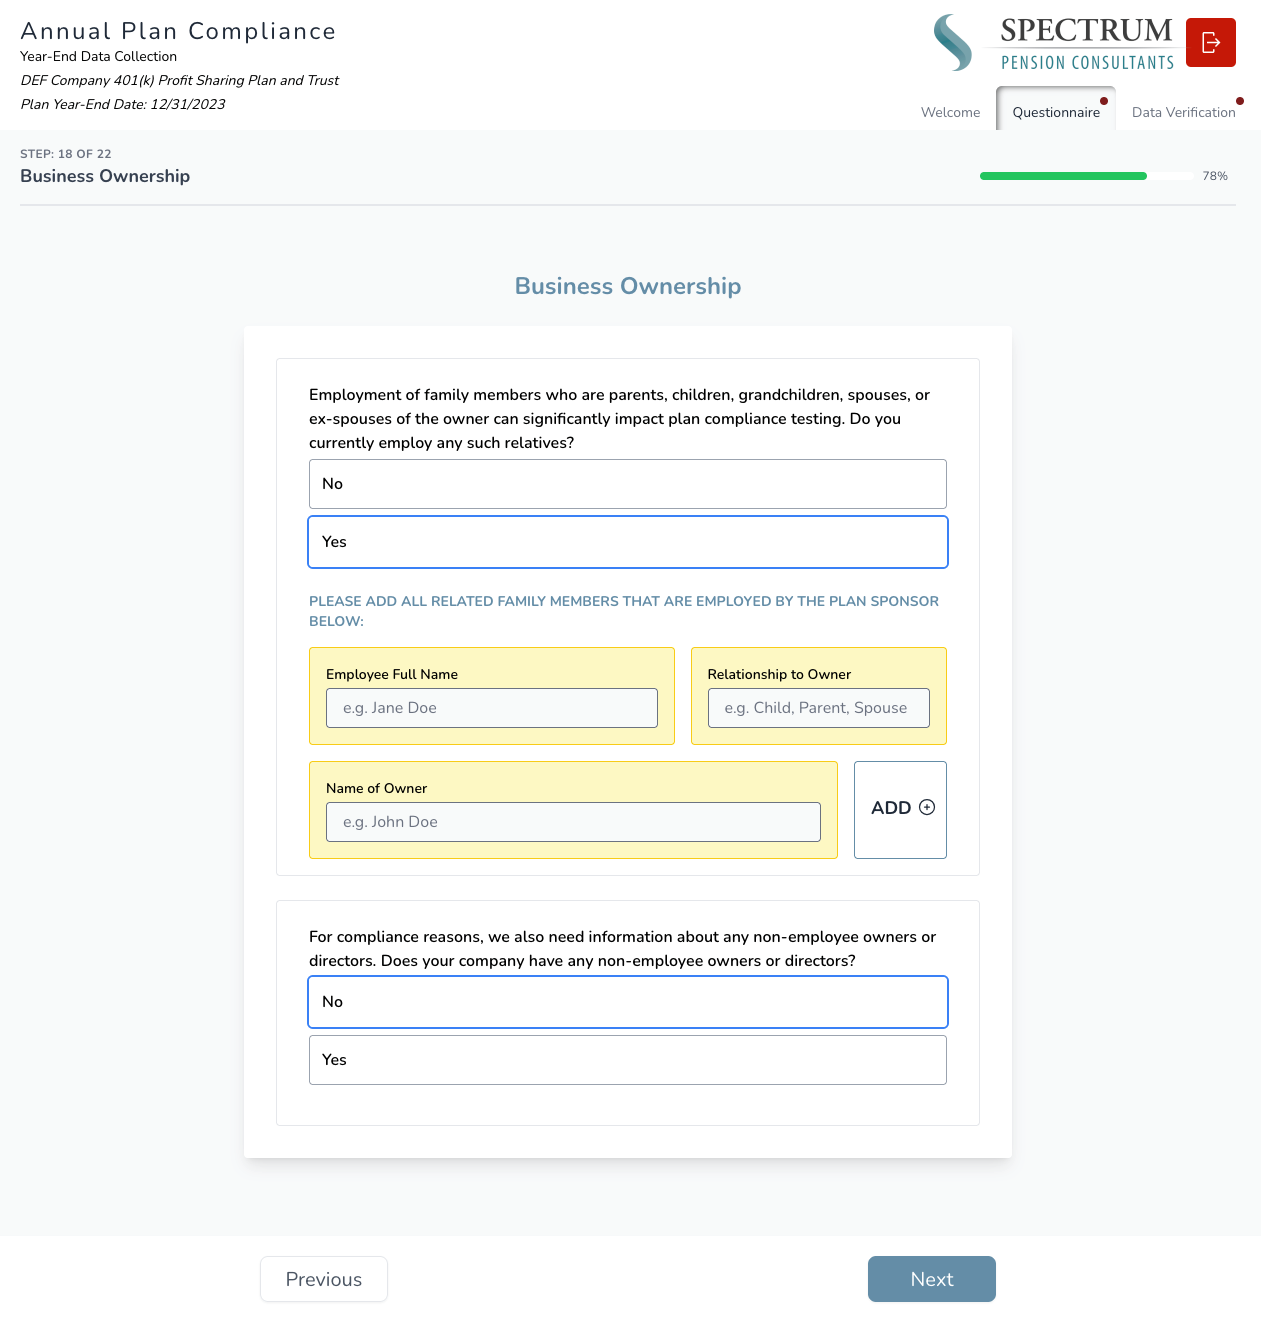 Annual Plan Compliance
Year-End Data Collection
DEF Company 401(k) Profit Sharing Plan and Trust
Plan Year-End Date: 12/31/2023
SPECTRUM
PENSION CONSULTANTS
Welcome
Questionnaire
Data Verification
STEP: 18 OF 22
Business Ownership
78%
Business Ownership
Employment of family members who are parents, children, grandchildren, spouses, or
ex-spouses of the owner can significantly impact plan compliance testing. Do you
currently employ any such relatives?
No
Yes
PLEASE ADD ALL RELATED FAMILY MEMBERS THAT ARE EMPLOYED BY THE PLAN SPONSOR
BELOW:
Employee Full Name
e.g. Jane Doe
Relationship to Owner
e.g. Child, Parent, Spouse
Name of Owner
e.g. John Doe
ADD
For compliance reasons, we also need information about any non-employee owners or
directors. Does your company have any non-employee owners or directors?
No
Yes
Previous
Next